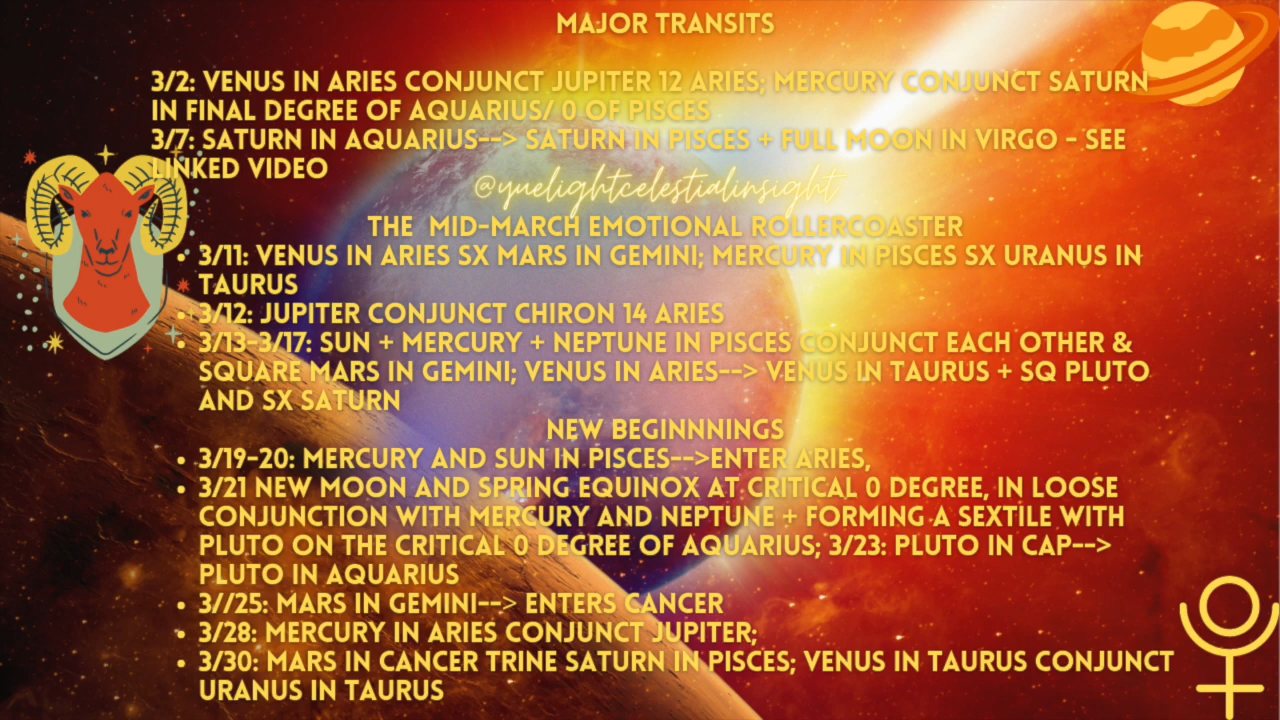 MAJOR TRANSITS
3/2: VENUS IN ARIES CONJUNCT JUPITER 12 ARIES; MERCURY CONJUNCT SATURN
IN FINAL DEGREE OF AQUARIUS/ 0 OF PISCES
3/7: SATURN IN AQUARIUS--> SATURN IN PISCES + FULL MOON IN VIRGO - SEE
LINKED VIDEO
@yuelightcelestialinsight
THE MID-MARCH EMOTIONAL ROLLERCOASTER
• 3/11: VENUS IN ARIES SX MARS IN GEMINI; MERCURY IN PISCES SX URANUS IN
TAURUS
• 3/12: JUPITER CONJUNCT CHIRON 14 ARIES
• 3/13-3/17: SUN + MERCURY + NEPTUNE IN PISCES CONJUNCT EACH OTHER &
SQUARE MARS IN GEMINI; VENUS IN ARIES--> VENUS IN TAURUS + SQ PLUTO
AND SX SATURN
NEW BEGINNNINGS
• 3/19-20: MERCURY AND SUN IN PISCES-->ENTER ARIES,
• 3/21 NEW MOON AND SPRING EQUINOX AT CRITICAL 0 DEGREE, IN LOOSE
CONJUNCTION WITH MERCURY AND NEPTUNE + FORMING A SEXTILE WITH
PLUTO ON THE CRITICAL 0 DEGREE OF AQUARIUS; 3/23: PLUTO IN CAP-->
PLUTO IN AQUARIUS
• 3//25: MARS IN GEMINI--> ENTERS CANCER
• 3/28: MERCURY IN ARIES CONJUNCT JUPITER;
• 3/30: MARS IN CANCER TRINE SATURN IN PISCES; VENUS IN TAURUS CONJUNCT
URANUS IN TAURUS